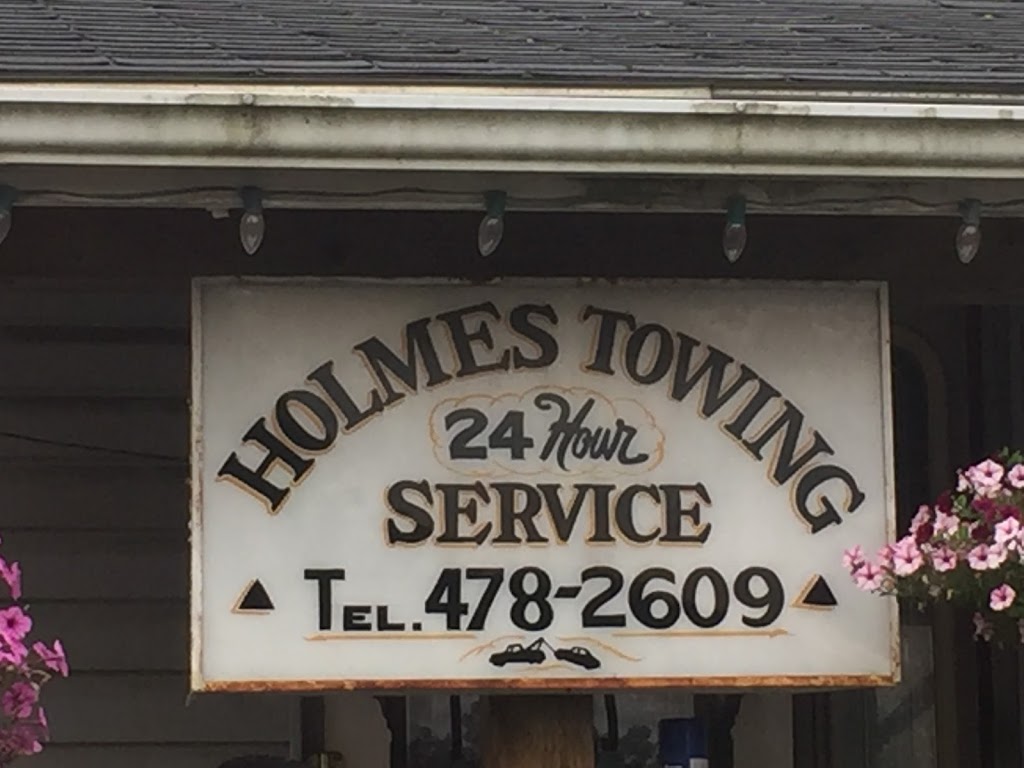 HOLMES TOWING
24 Hour
SERVICE
TEL. 478-2609